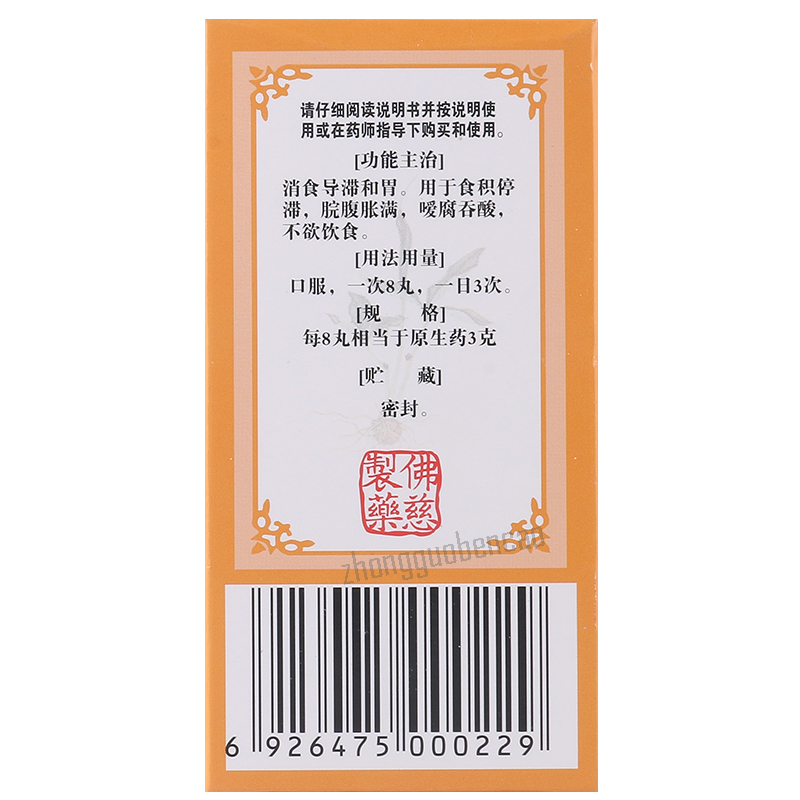 请仔细阅读说明书并按说明使
用或在药师指导下购买和使用。
[功能主治]
消食导滞和胃。用于食积停
滞，脘腹胀满，嗳腐吞酸，
不欲饮食。
[用法用量]
口服，一次8丸，一日3次。
[规 格]
每8丸相当于原生药3克
[贮 藏]
密封。
佛慈
製藥
zhongguobencao
6 926475 000229